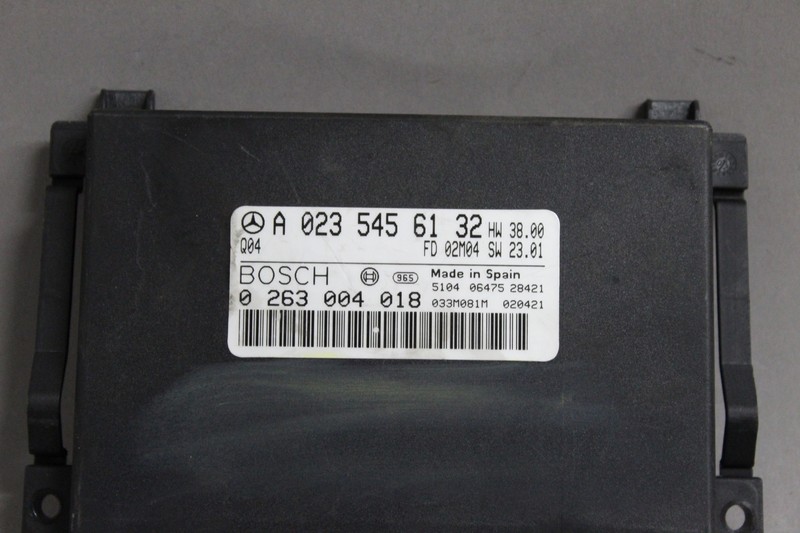 A 023 545 61 32 HW 38.00
Q04 FD 02M04 SW 23.01
BOSCH 965 Made in Spain
5104 06475 28421
0 263 004 018 033M081M 020421